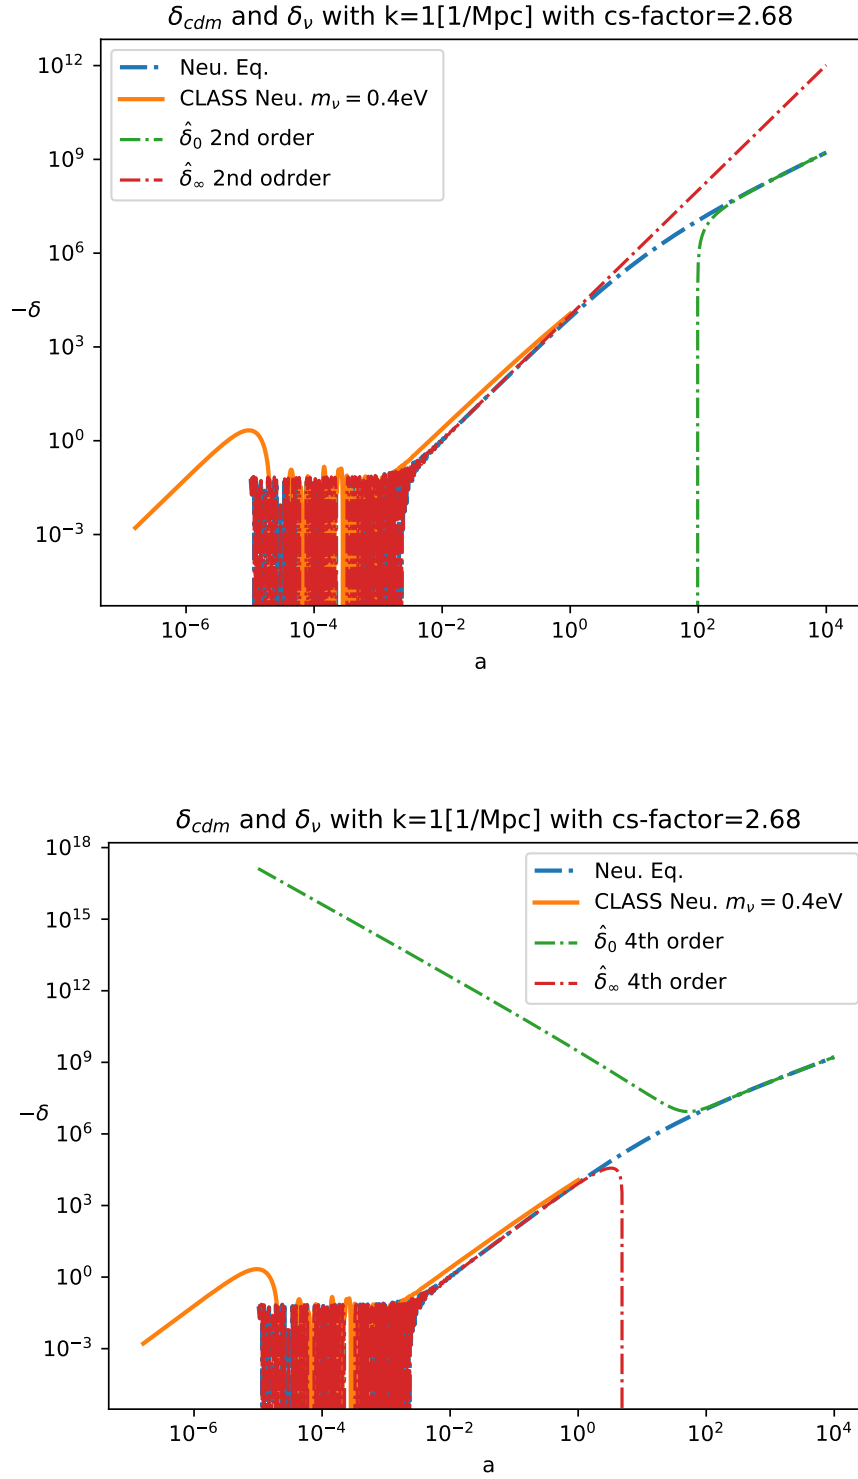 δ_cdm and δ_ν with k=1[1/Mpc] with cs-factor=2.68
Neu. Eq.
CLASS Neu. m_ν = 0.4eV
δ̂_0 2nd order
δ̂_∞ 2nd odrder
10^12
10^9
10^6
−δ
10^3
10^0
10^−3
10^−6 10^−4 10^−2 10^0 10^2 10^4
a
δ_cdm and δ_ν with k=1[1/Mpc] with cs-factor=2.68
Neu. Eq.
CLASS Neu. m_ν = 0.4eV
δ̂_0 4th order
δ̂_∞ 4th order
10^18
10^15
10^12
10^9
−δ
10^6
10^3
10^0
10^−3
10^−6 10^−4 10^−2 10^0 10^2 10^4
a